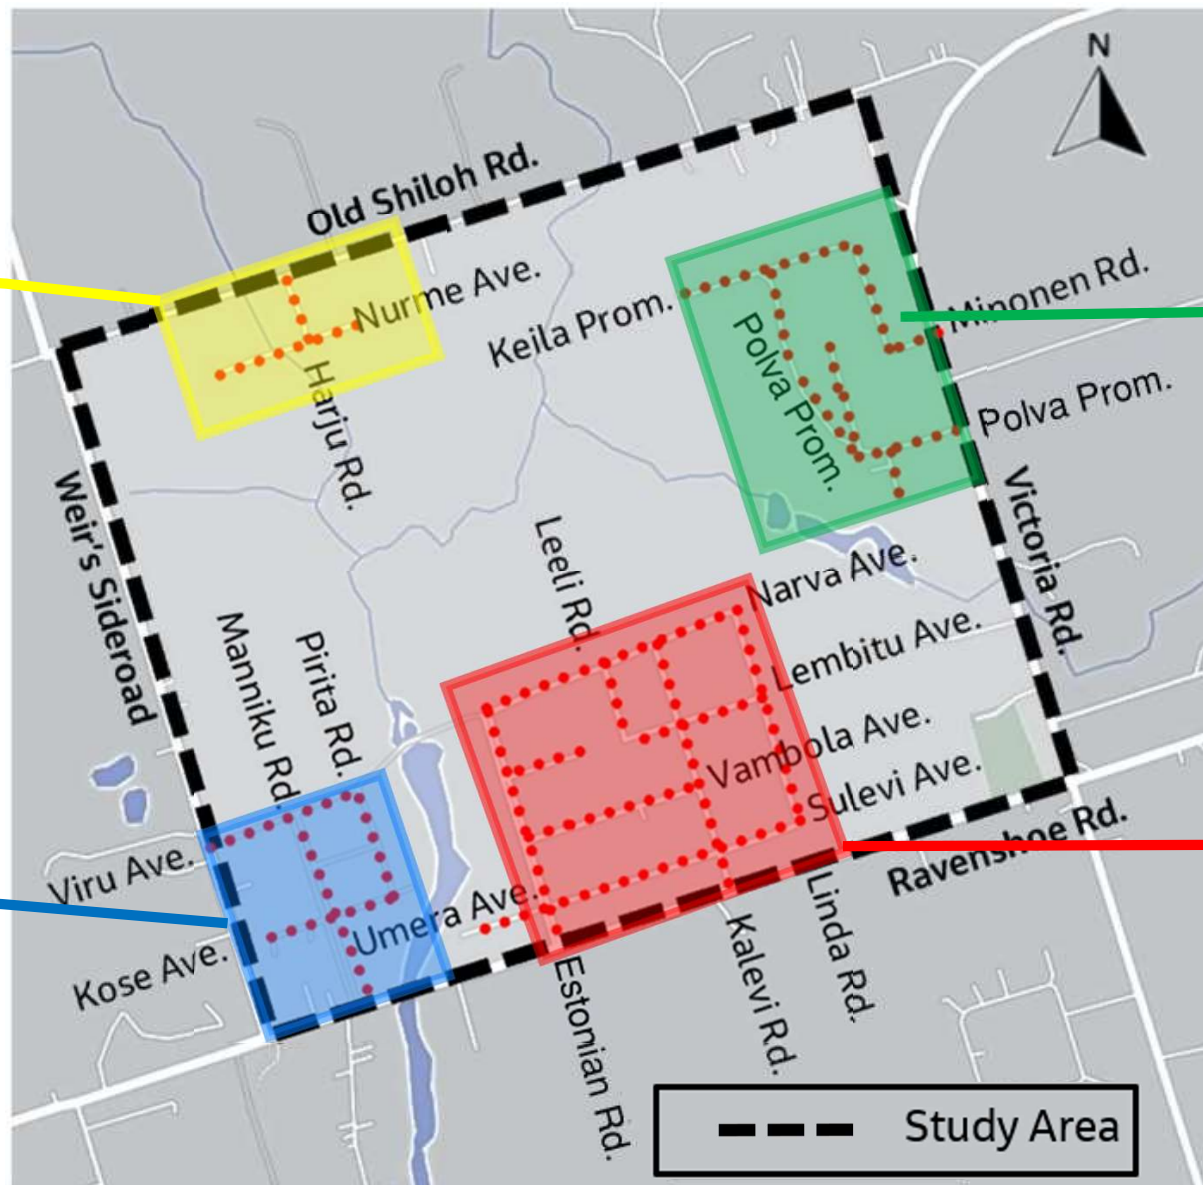 N
Old Shiloh Rd.
Nurme Ave.
Keila Prom.
Minonen Rd.
Polva Prom.
Polva Prom.
Harju Rd.
Weir's Sideroad
Victoria Rd.
Leeli Rd.
Narva Ave.
Lembitu Ave.
Manniku Rd.
Pirita Rd.
Vambola Ave.
Sulevi Ave.
Viru Ave.
Umera Ave.
Ravenshoe Rd.
Kose Ave.
Estonian Rd.
Kalevi Rd.
Linda Rd.
Study Area